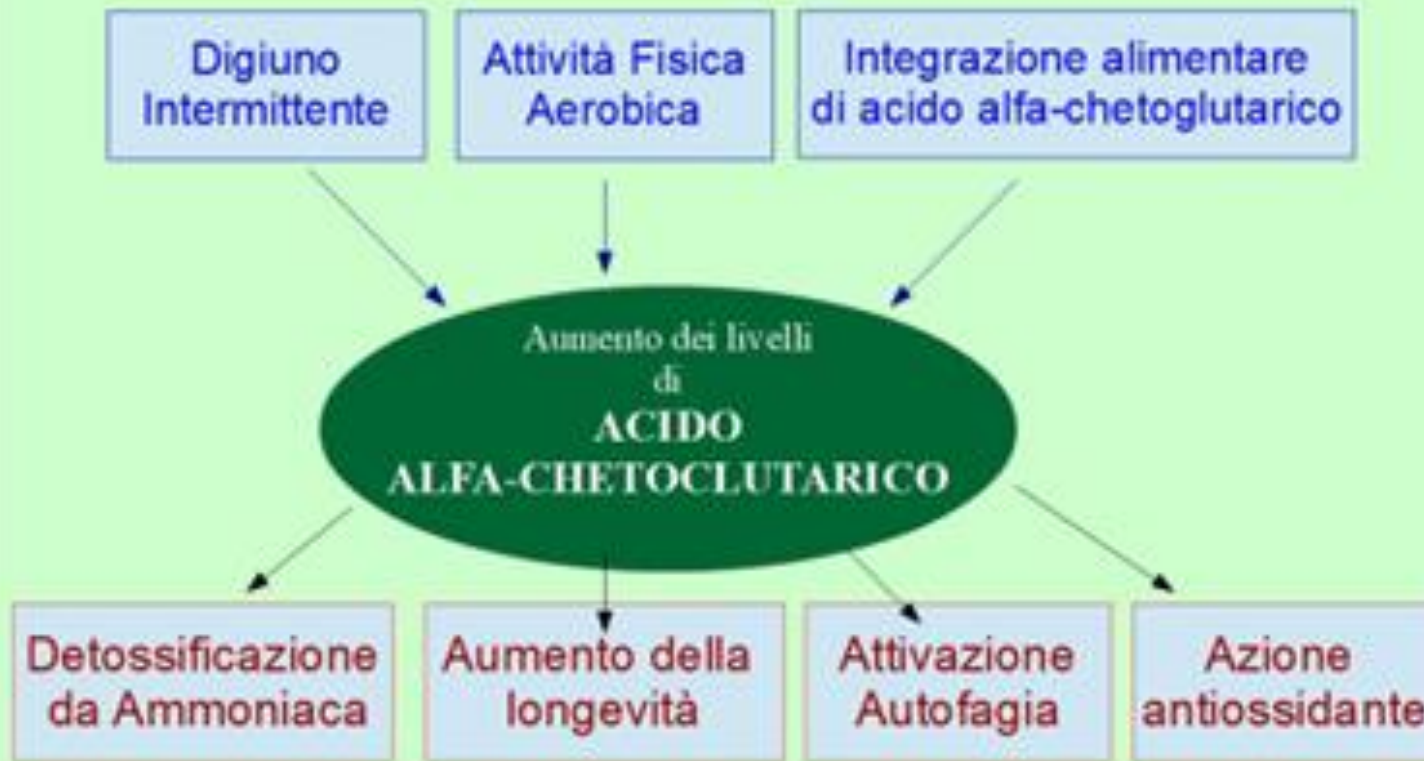 Digiuno
Intermittente
Attività Fisica
Aerobica
Integrazione alimentare
di acido alfa-chetoglutarico
Aumento dei livelli
di
ACIDO
ALFA-CHETOCLUTARICO
Detossificazione
da Ammoniaca
Aumento della
longevità
Attivazione
Autofagia
Azione
antiossidante